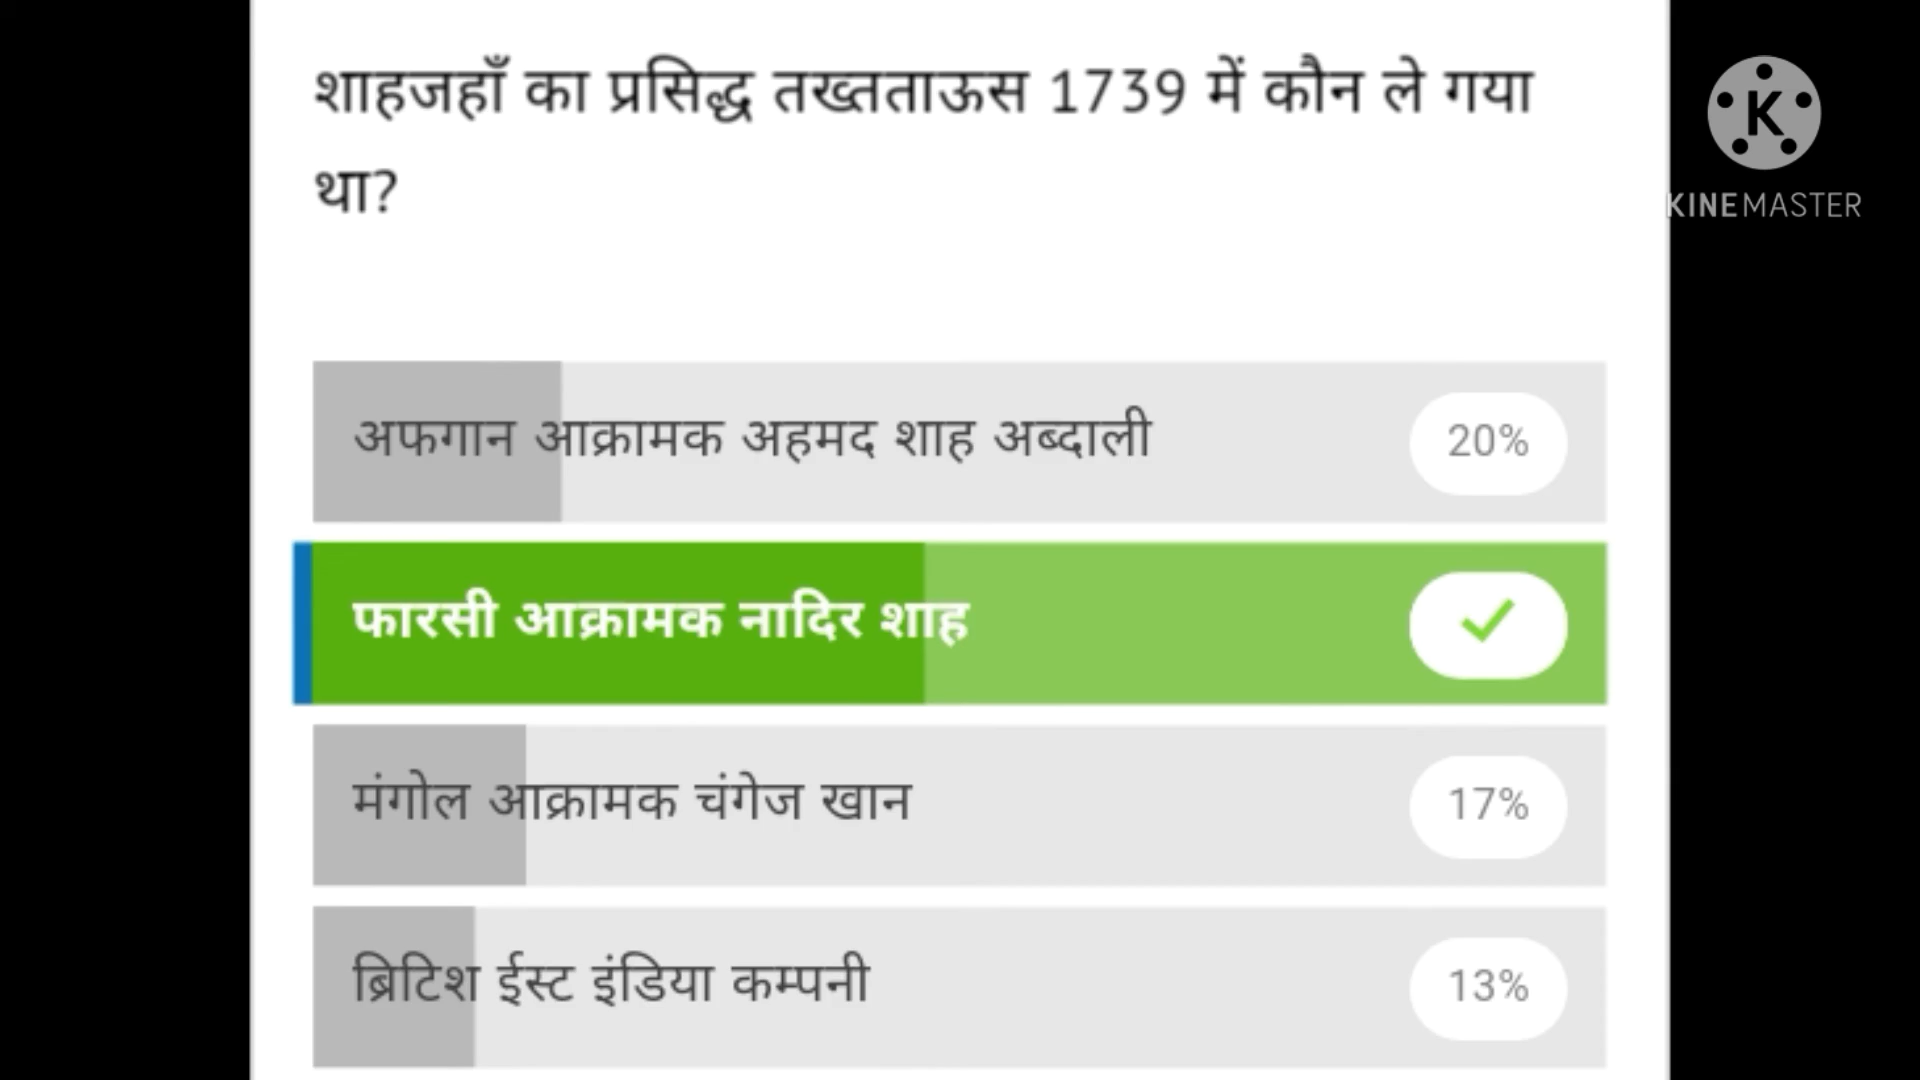 शाहजहाँ का प्रसिद्ध तख्तताऊस 1739 में कौन ले गया
था?
K
KINEMASTER
अफगान आक्रामक अहमद शाह अब्दाली 20%
फारसी आक्रामक नादिर शाह
मंगोल आक्रामक चंगेज खान 17%
ब्रिटिश ईस्ट इंडिया कम्पनी 13%